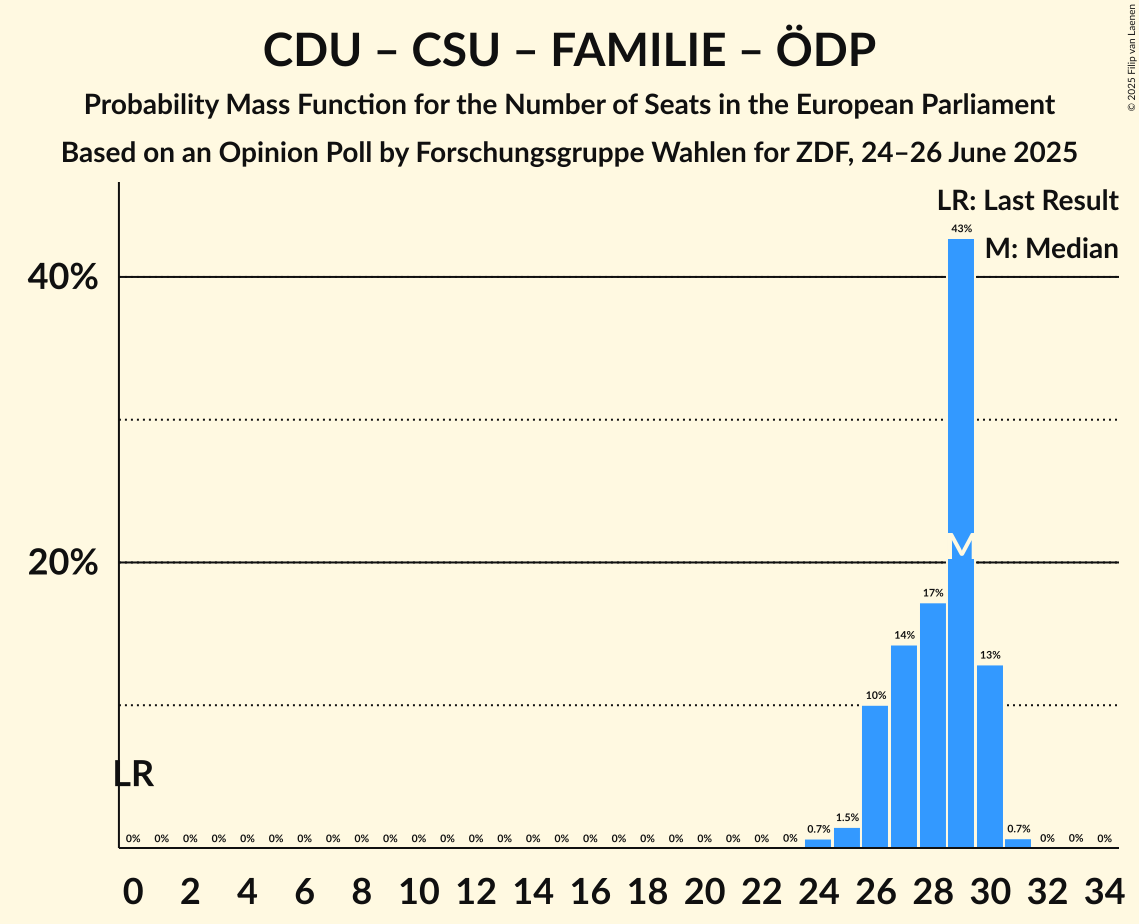 CDU – CSU – FAMILIE – ÖDP
Probability Mass Function for the Number of Seats in the European Parliament
Based on an Opinion Poll by Forschungsgruppe Wahlen for ZDF, 24–26 June 2025
© 2025 Filip van Laenen
LR: Last Result
M: Median
43%
40%
M
20%
17%
14%
13%
10%
LR
0% 0% 0% 0% 0% 0% 0% 0% 0% 0% 0% 0% 0% 0% 0% 0% 0% 0% 0% 0% 0% 0% 0% 0% 0.7% 1.5% 0.7% 0% 0% 0%
0 2 4 6 8 10 12 14 16 18 20 22 24 26 28 30 32 34